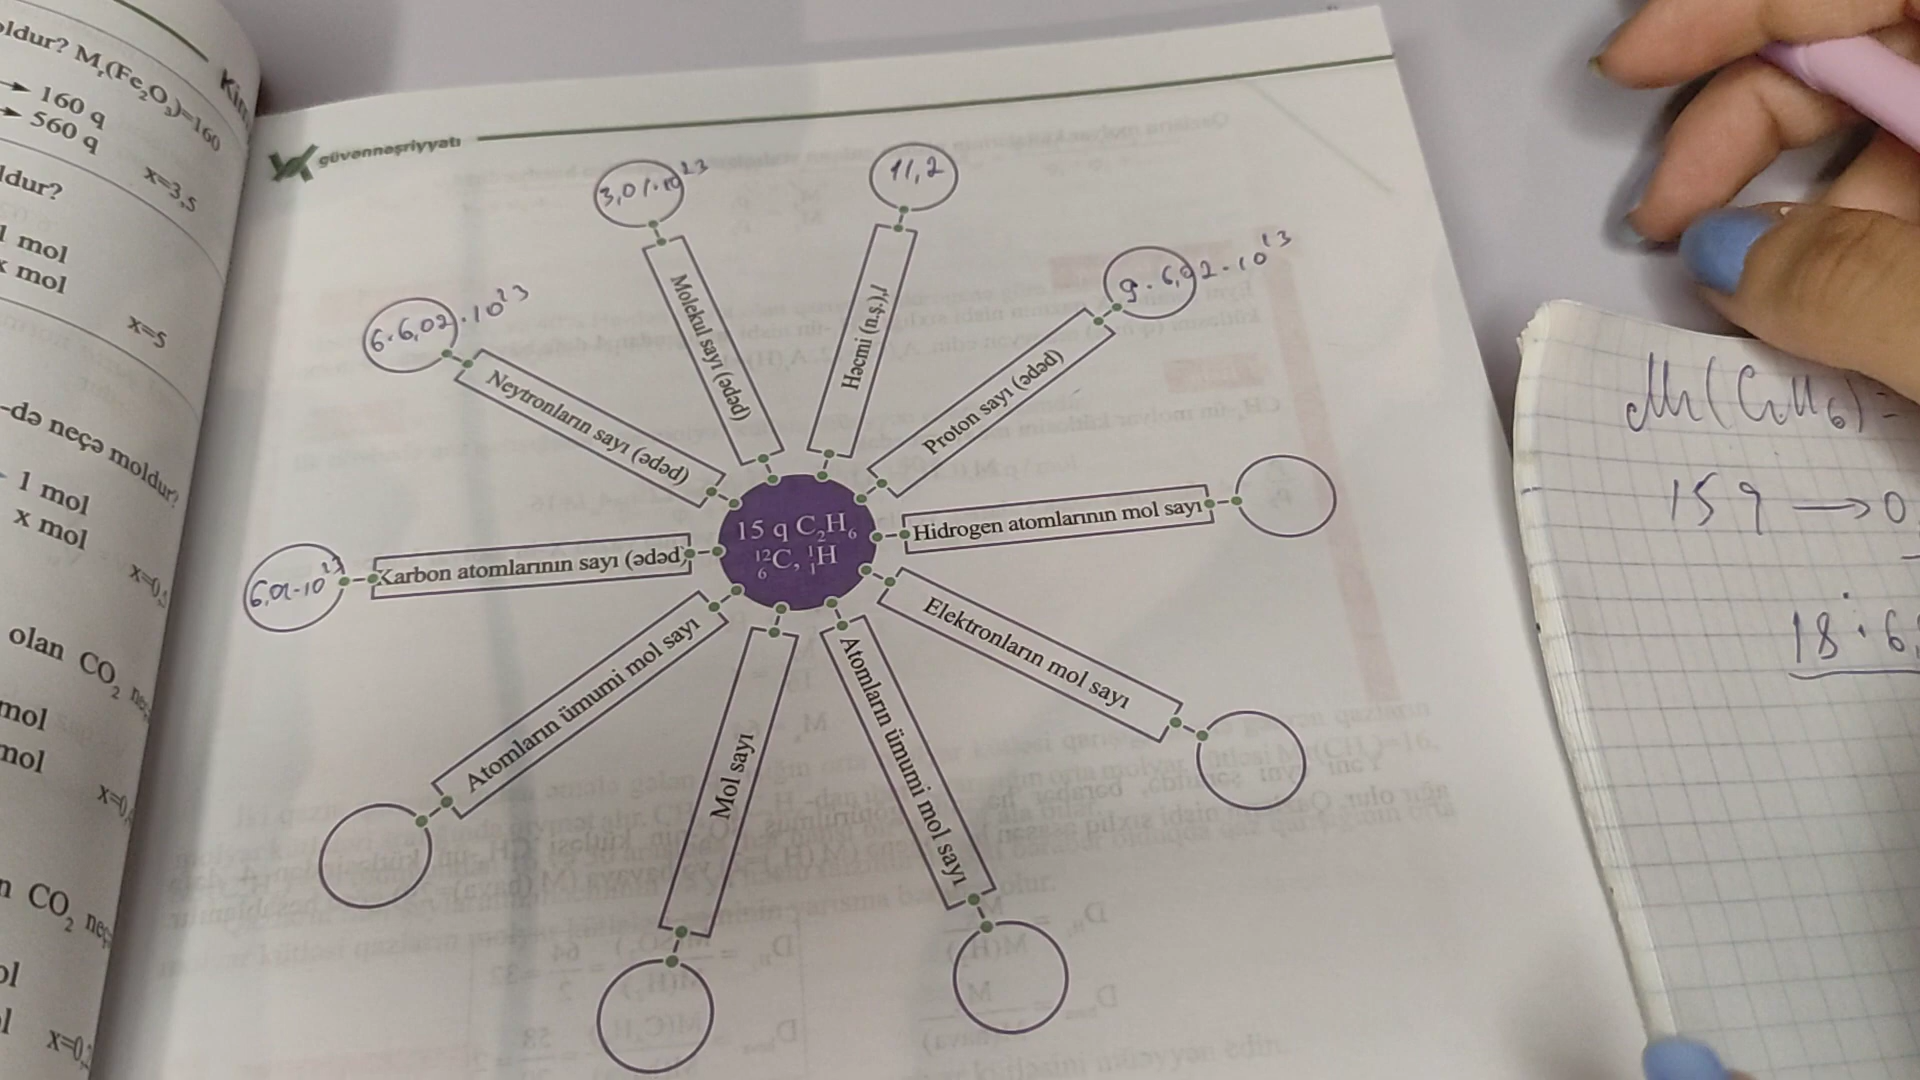 oldur? Mr(Fe2O3)=160
160 q
560 q
x=3,5
ldur?
1 mol
x mol
x=5
-də neçə moldur?
1 mol
x mol
olan CO2
mol
mol
CO2
güvənnəşriyyatı
3,01·10²³
11,2
9·6,02·10²³
6·6,02·10²³
Molekul sayı (ədəd)
Həcmi (n.ş.) l
Proton sayı (ədəd)
Neytronların sayı (ədəd)
15 q C2H6
¹²₆C, ¹₁H
Hidrogen atomlarının mol sayı
6,02·10²³
Karbon atomlarının sayı (ədəd)
Elektronların mol sayı
Atomların ümumi mol sayı
Mol sayı
Atomların ümumi mol sayı
Mr(C2H6)=
15 q → 0
18·6,